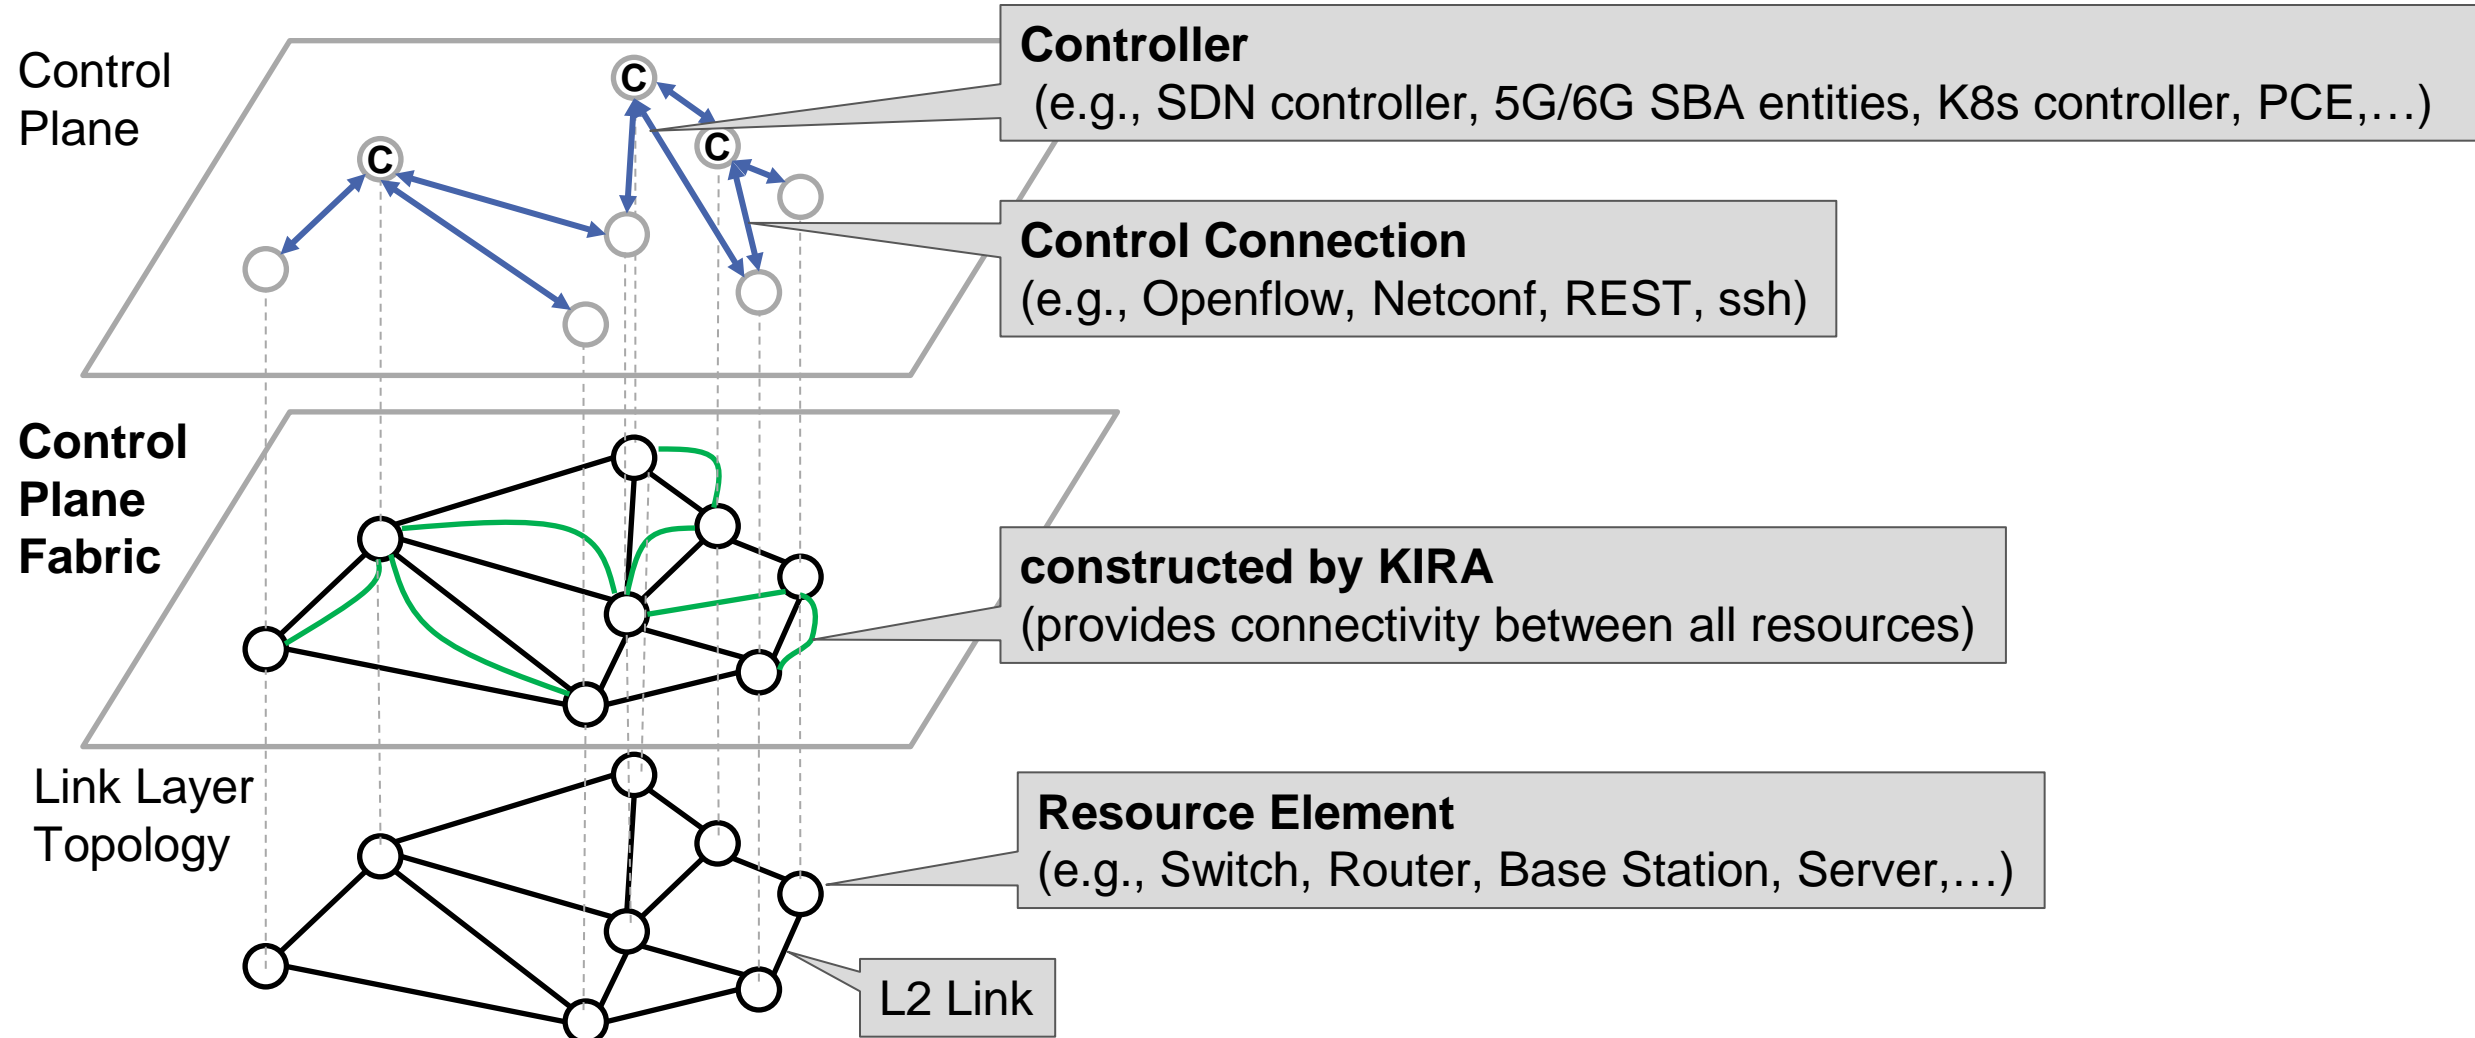 Control
Plane
C
C
C
Controller
(e.g., SDN controller, 5G/6G SBA entities, K8s controller, PCE,…)
Control Connection
(e.g., Openflow, Netconf, REST, ssh)
Control
Plane
Fabric
constructed by KIRA
(provides connectivity between all resources)
Link Layer
Topology
Resource Element
(e.g., Switch, Router, Base Station, Server,…)
L2 Link